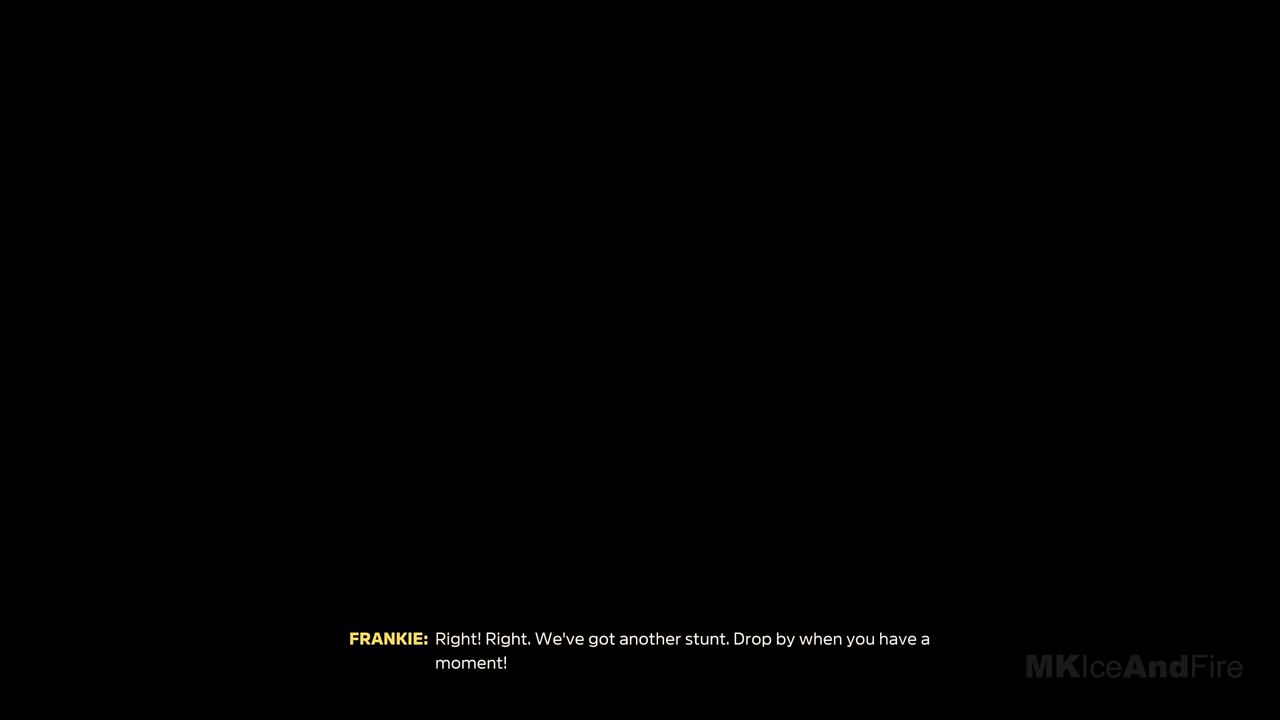 FRANKIE: Right! Right. We've got another stunt. Drop by when you have a
moment!
MKIceAndFire